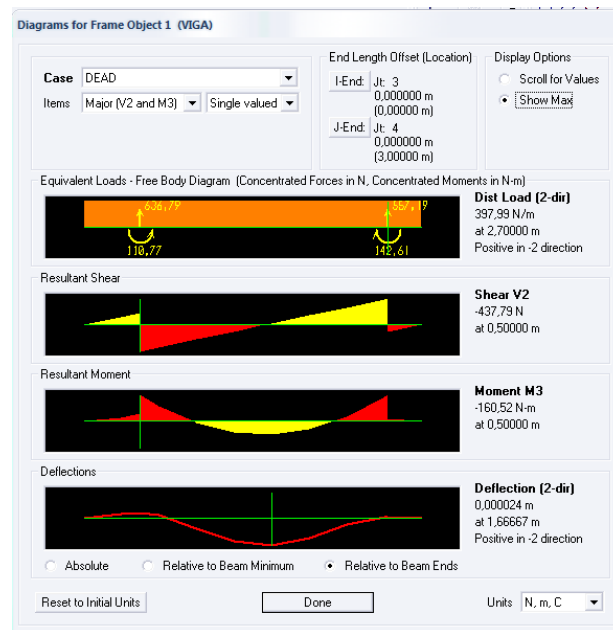 Diagrams for Frame Object 1 (VIGA)
Case DEAD
Items Major (V2 and M3) Single valued
End Length Offset (Location)
I-End: Jt: 3
0,000000 m
(0,00000 m)
J-End: Jt: 4
0,000000 m
(3,00000 m)
Display Options
Scroll for Values
Show Max
Equivalent Loads - Free Body Diagram (Concentrated Forces in N, Concentrated Moments in N-m)
636,79 557,19
110,77 142,61
Dist Load (2-dir)
397,99 N/m
at 2,70000 m
Positive in -2 direction
Resultant Shear
Shear V2
-437,79 N
at 0,50000 m
Resultant Moment
Moment M3
-160,52 N-m
at 0,50000 m
Deflections
Deflection (2-dir)
0,000024 m
at 1,66667 m
Positive in -2 direction
Absolute Relative to Beam Minimum Relative to Beam Ends
Reset to Initial Units Done Units N, m, C